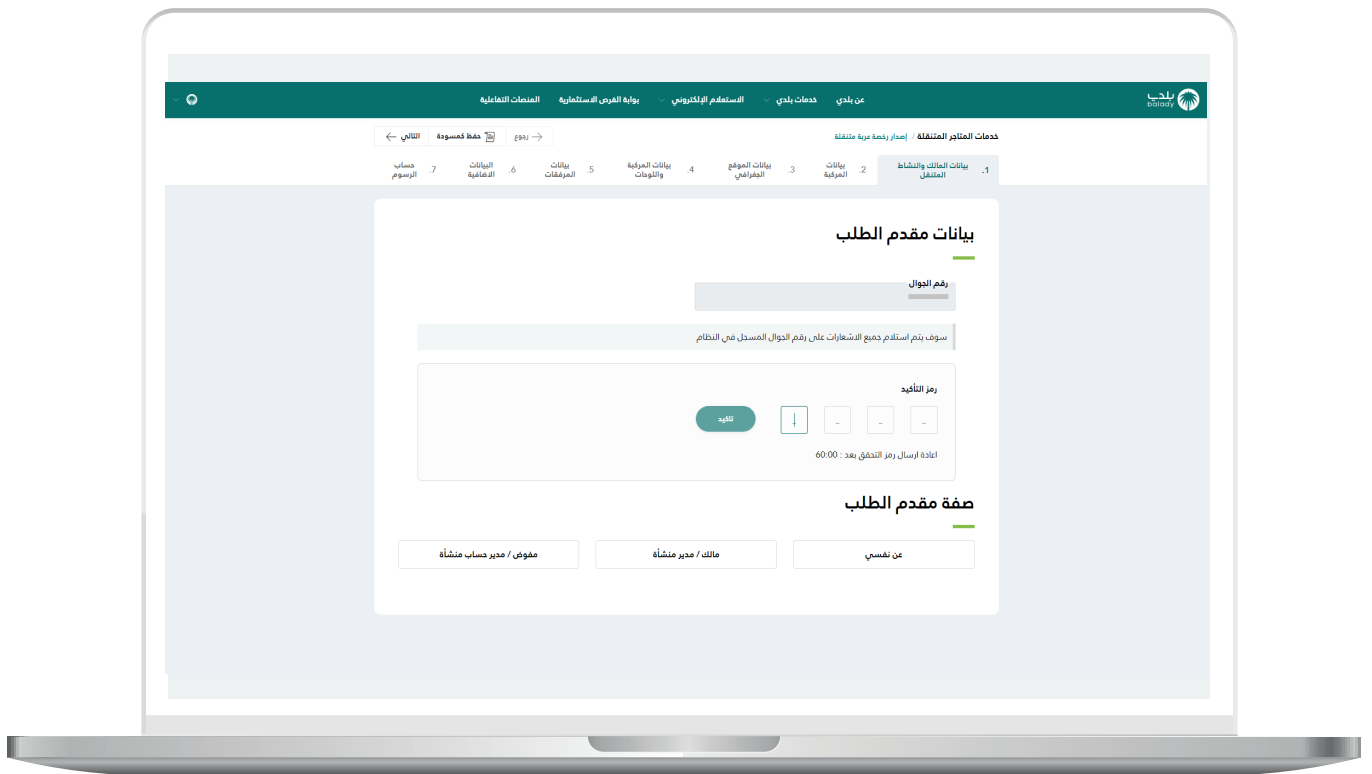 بلدي
balady
عن بلدي
خدمات بلدي
الاستعلام الإلكتروني
بوابة الفرص الاستثمارية
المنصات التفاعلية
خدمات المتاجر المتنقلة / إصدار رخصة عربة متنقلة
رجوع
حفظ كمسودة
التالي
1. بيانات المالك والنشاط
المتنقل
2. بيانات
المركبة
3. بيانات الموقع
الجغرافي
4. بيانات المركبة
واللوحات
5. بيانات
المرفقات
6. البيانات
الاضافية
7. حساب
الرسوم
بيانات مقدم الطلب
رقم الجوال
سوف يتم استلام جميع الاشعارات على رقم الجوال المسجل في النظام
رمز التأكيد
تاكيد
اعادة ارسال رمز التحقق بعد : 60:00
صفة مقدم الطلب
عن نفسي
مالك / مدير منشأة
مفوض / مدير حساب منشأة